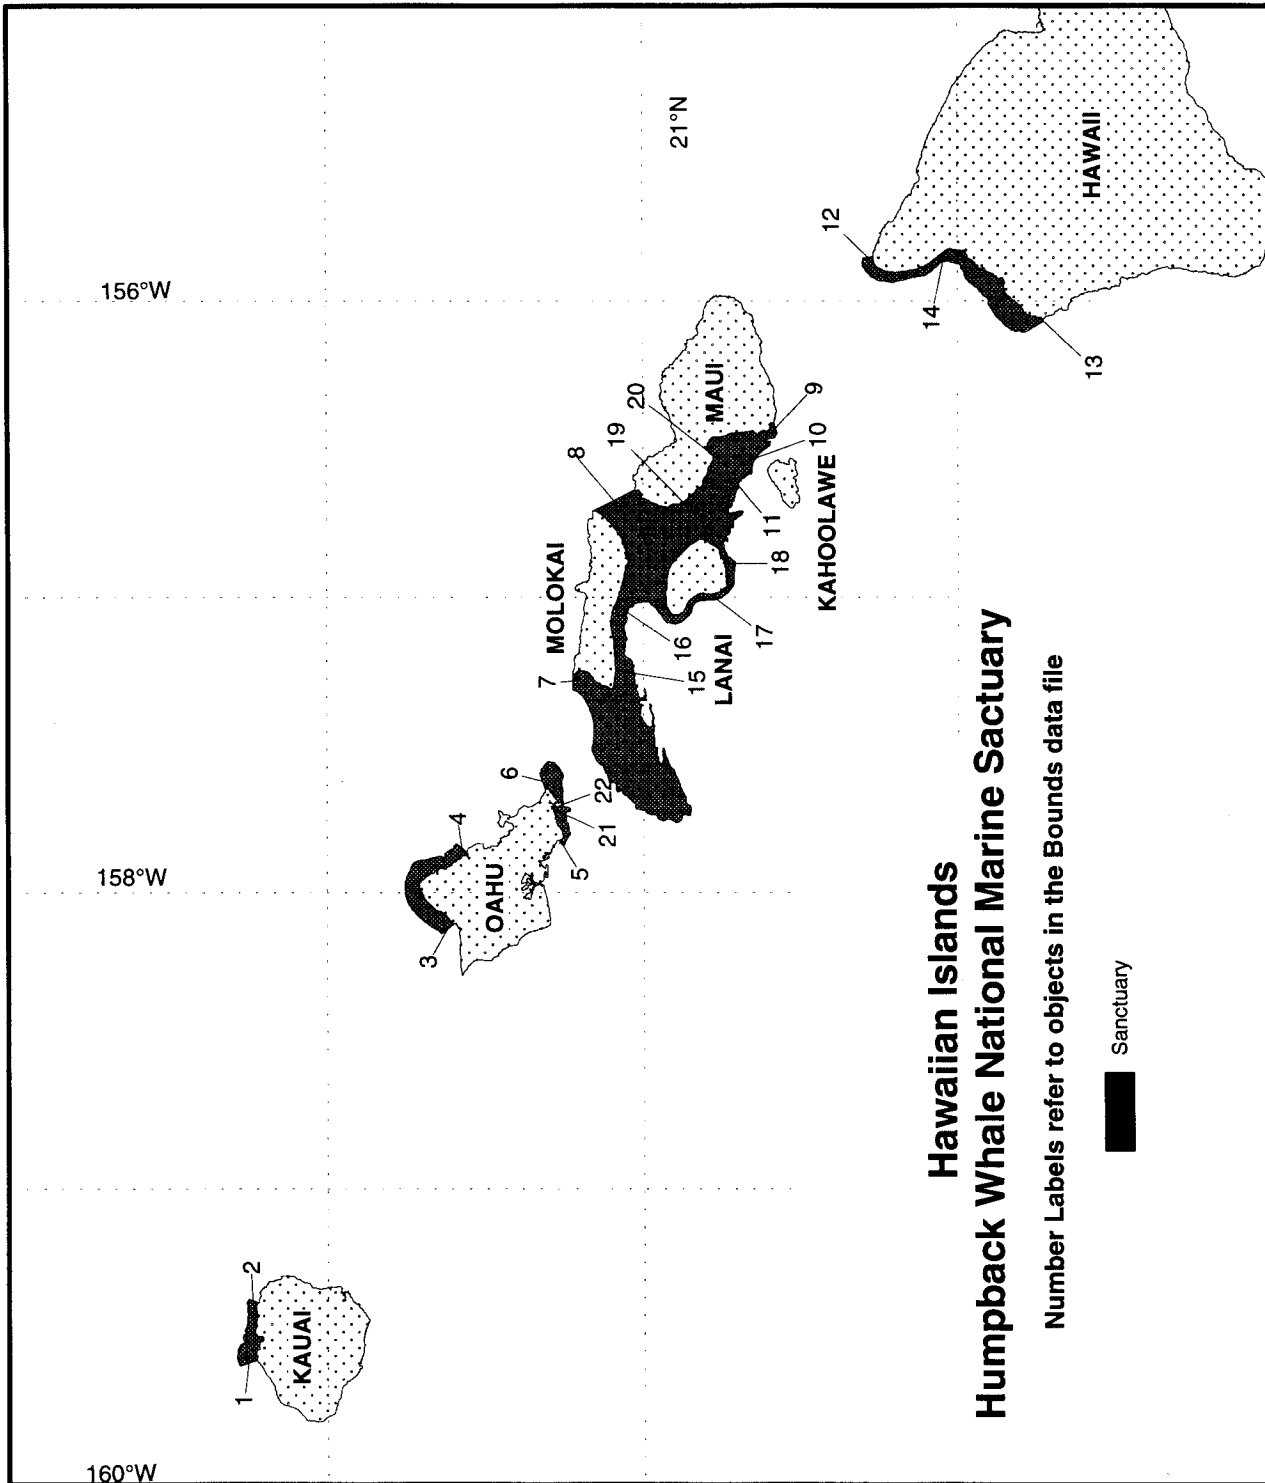 160°W
158°W
156°W
21°N
1
2
KAUAI
3
4
OAHU
5
6
21
22
7
MOLOKAI
8
15
16
LANAI
17
18
19
20
MAUI
9
10
11
KAHOOLAWE
12
14
13
HAWAII
Hawaiian Islands
Humpback Whale National Marine Sactuary
Number Labels refer to objects in the Bounds data file
Sanctuary